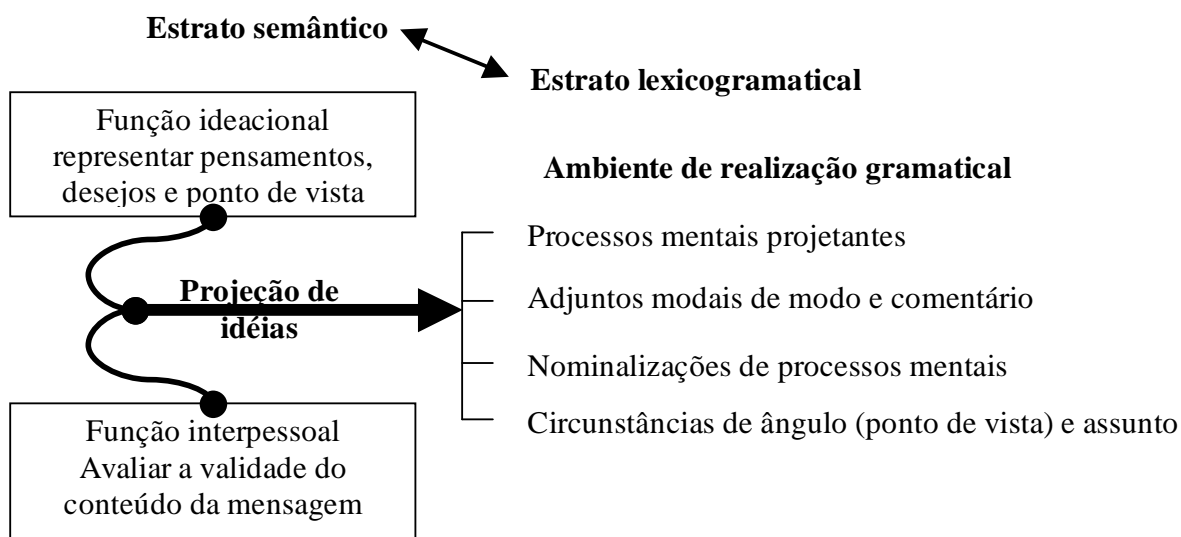 Estrato semântico
Estrato lexicogramatical
Função ideacional
representar pensamentos,
desejos e ponto de vista
Ambiente de realização gramatical
Processos mentais projetantes
Projeção de
idéias
Adjuntos modais de modo e comentário
Nominalizações de processos mentais
Circunstâncias de ângulo (ponto de vista) e assunto
Função interpessoal
Avaliar a validade do
conteúdo da mensagem